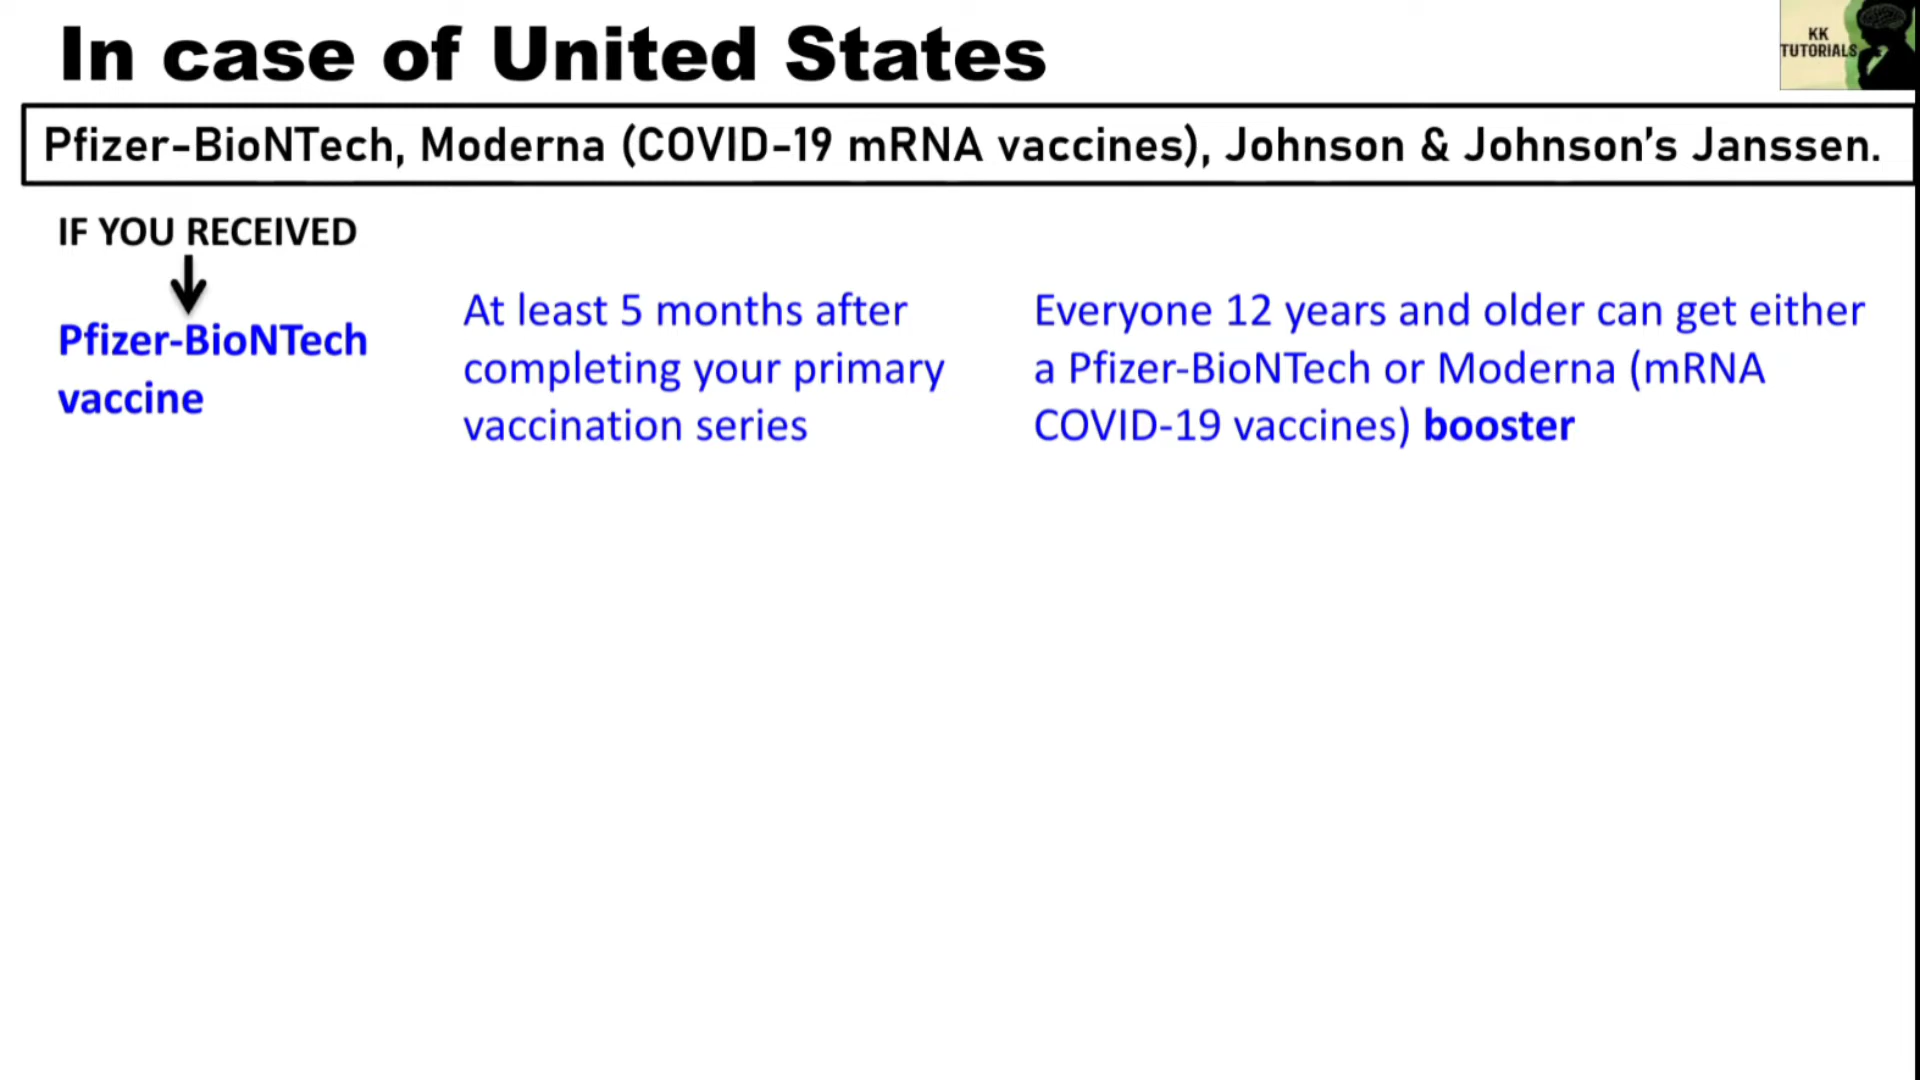 In case of United States
KK
TUTORIALS
Pfizer-BioNTech, Moderna (COVID-19 mRNA vaccines), Johnson & Johnson's Janssen.
IF YOU RECEIVED
Pfizer-BioNTech
vaccine
At least 5 months after
completing your primary
vaccination series
Everyone 12 years and older can get either
a Pfizer-BioNTech or Moderna (mRNA
COVID-19 vaccines) booster